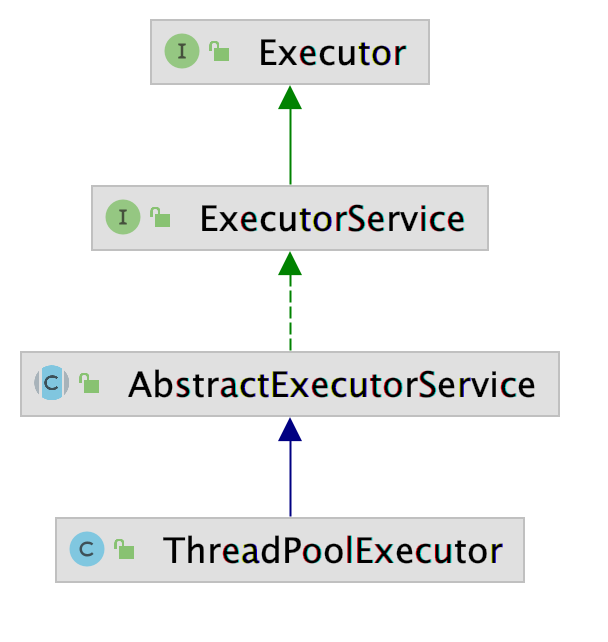 I Executor
I ExecutorService
C AbstractExecutorService
C ThreadPoolExecutor